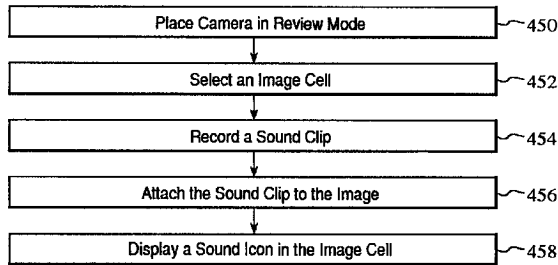 Place Camera in Review Mode 450
Select an Image Cell 452
Record a Sound Clip 454
Attach the Sound Clip to the Image 456
Display a Sound Icon in the Image Cell 458